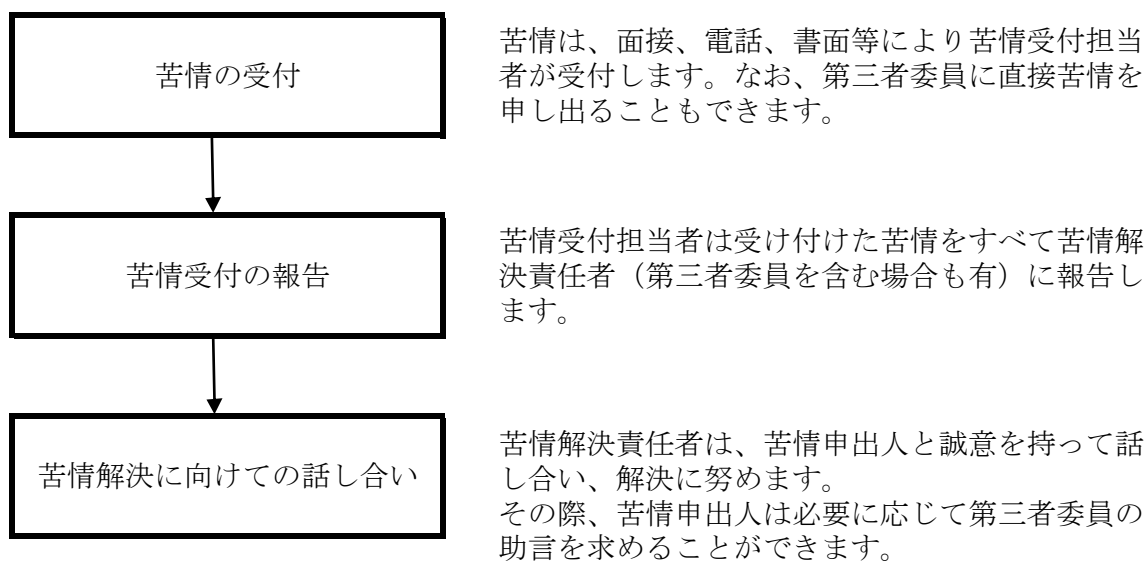 苦情の受付
苦情は、面接、電話、書面等により苦情受付担当
者が受付します。なお、第三者委員に直接苦情を
申し出ることもできます。
苦情受付の報告
苦情受付担当者は受け付けた苦情をすべて苦情解
決責任者（第三者委員を含む場合も有）に報告し
ます。
苦情解決に向けての話し合い
苦情解決責任者は、苦情申出人と誠意を持って話
し合い、解決に努めます。
その際、苦情申出人は必要に応じて第三者委員の
助言を求めることができます。